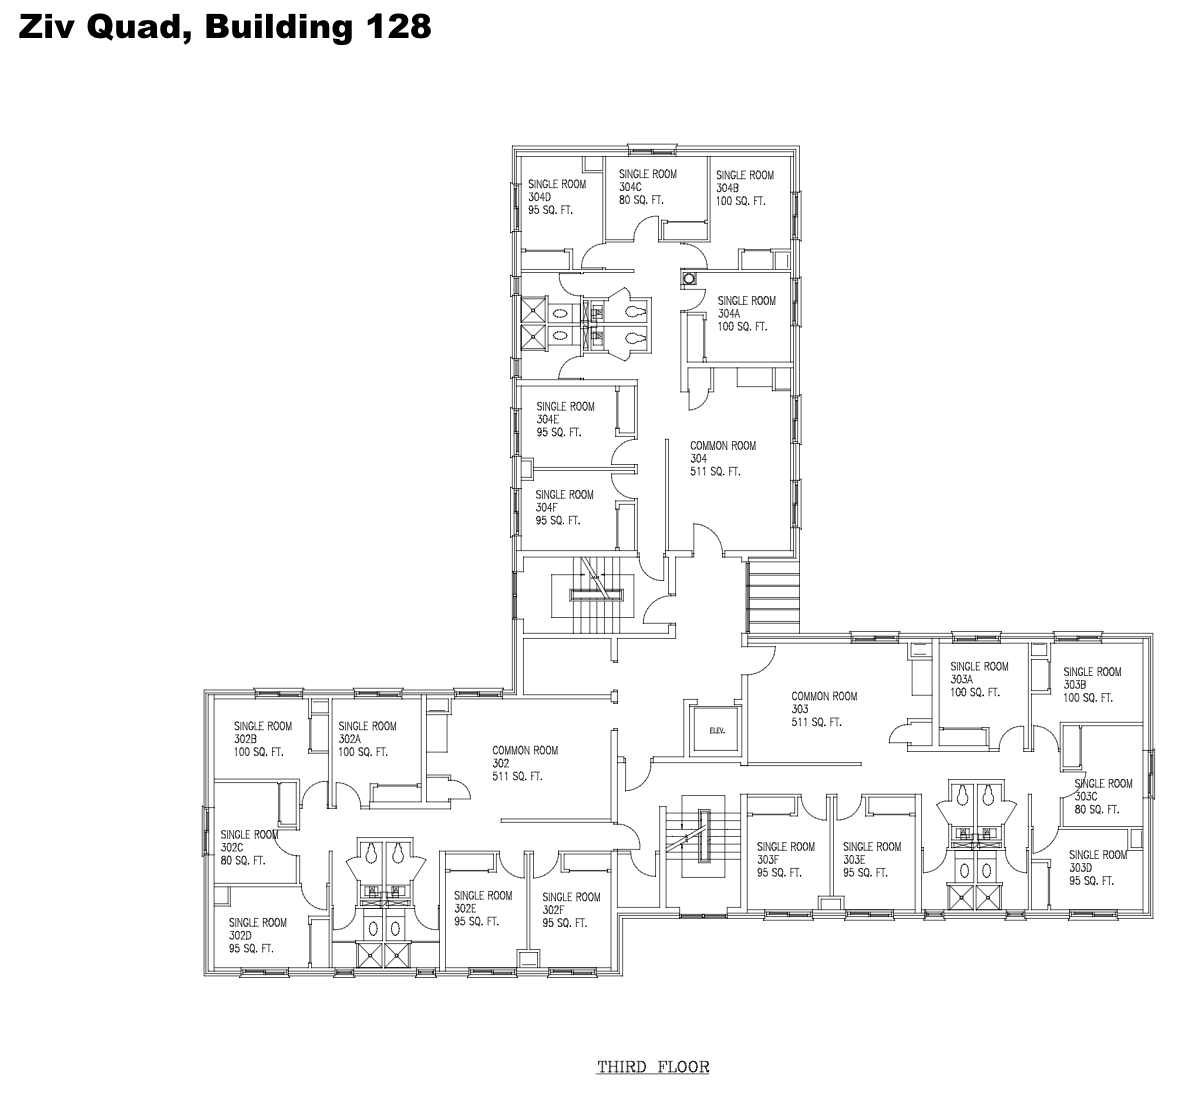 Ziv Quad, Building 128
SINGLE ROOM
304D
95 SQ. FT.
SINGLE ROOM
304C
80 SQ. FT.
SINGLE ROOM
304B
100 SQ. FT.
SINGLE ROOM
304A
100 SQ. FT.
SINGLE ROOM
304E
95 SQ. FT.
COMMON ROOM
304
511 SQ. FT.
SINGLE ROOM
304F
95 SQ. FT.
SINGLE ROOM
303A
100 SQ. FT.
SINGLE ROOM
303B
100 SQ. FT.
COMMON ROOM
303
511 SQ. FT.
SINGLE ROOM
302B
100 SQ. FT.
SINGLE ROOM
302A
100 SQ. FT.
ELEV.
COMMON ROOM
302
511 SQ. FT.
SINGLE ROOM
303C
80 SQ. FT.
SINGLE ROOM
302C
80 SQ. FT.
SINGLE ROOM
303F
95 SQ. FT.
SINGLE ROOM
303E
95 SQ. FT.
SINGLE ROOM
303D
95 SQ. FT.
SINGLE ROOM
302E
95 SQ. FT.
SINGLE ROOM
302F
95 SQ. FT.
SINGLE ROOM
302D
95 SQ. FT.
THIRD FLOOR